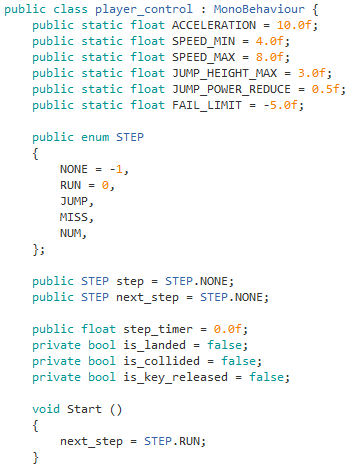 public class player_control : MonoBehaviour {
    public static float ACCELERATION = 10.0f;
    public static float SPEED_MIN = 4.0f;
    public static float SPEED_MAX = 8.0f;
    public static float JUMP_HEIGHT_MAX = 3.0f;
    public static float JUMP_POWER_REDUCE = 0.5f;
    public static float FAIL_LIMIT = -5.0f;

    public enum STEP
    {
        NONE = -1,
        RUN = 0,
        JUMP,
        MISS,
        NUM,
    };

    public STEP step = STEP.NONE;
    public STEP next_step = STEP.NONE;

    public float step_timer = 0.0f;
    private bool is_landed = false;
    private bool is_collided = false;
    private bool is_key_released = false;

    void Start ()
    {
        next_step = STEP.RUN;
    }